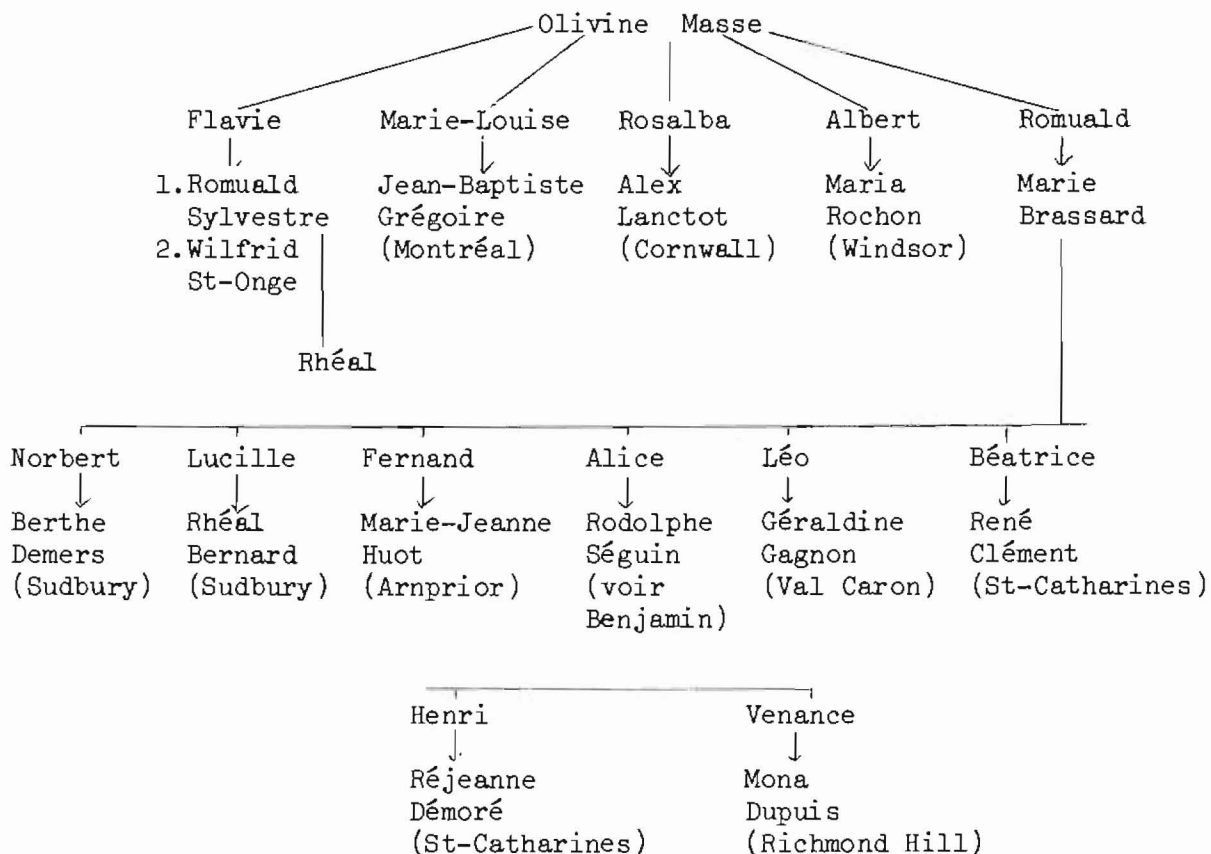 Olivine Masse
Flavie Marie-Louise Rosalba Albert Romuald
1.Romuald Jean-Baptiste Alex Maria Marie
Sylvestre Grégoire Lanctot Rochon Brassard
2.Wilfrid (Montréal) (Cornwall) (Windsor)
St-Onge
Rhéal
Norbert Lucille Fernand Alice Léo Béatrice
Berthe Rhéal Marie-Jeanne Rodolphe Géraldine René
Demers Bernard Huot Séguin Gagnon Clément
(Sudbury) (Sudbury) (Arnprior) (voir (Val Caron) (St-Catharines)
Benjamin)
Henri Venance
Réjeanne Mona
Démoré Dupuis
(St-Catharines) (Richmond Hill)